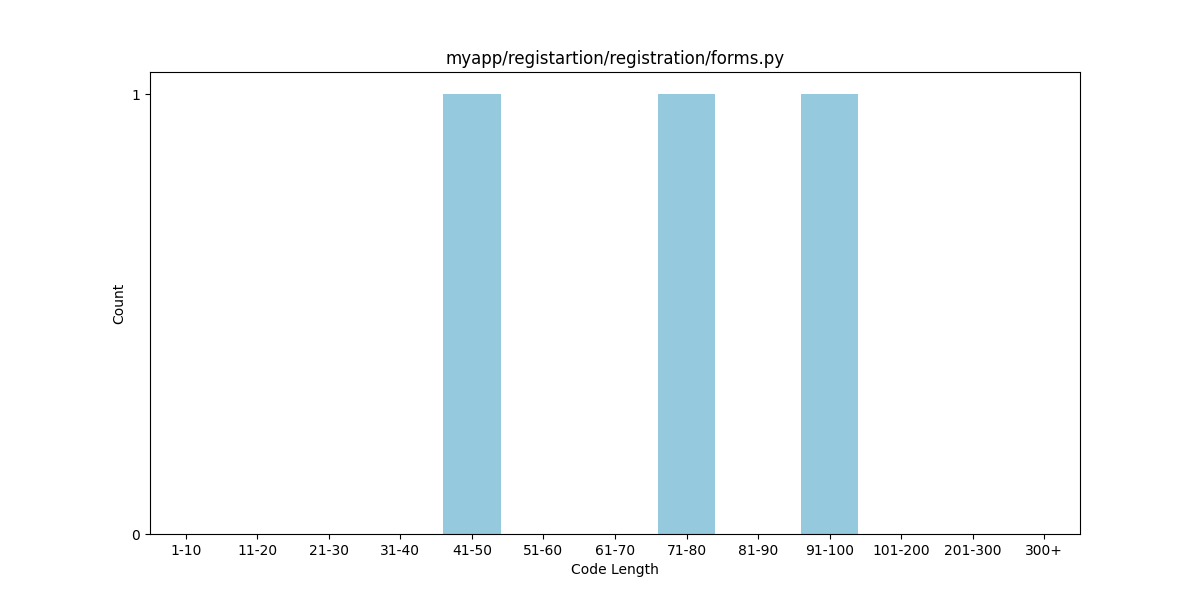 myapp/registartion/registration/forms.py
1
Count
0
1-10 11-20 21-30 31-40 41-50 51-60 61-70 71-80 81-90 91-100 101-200 201-300 300+
Code Length